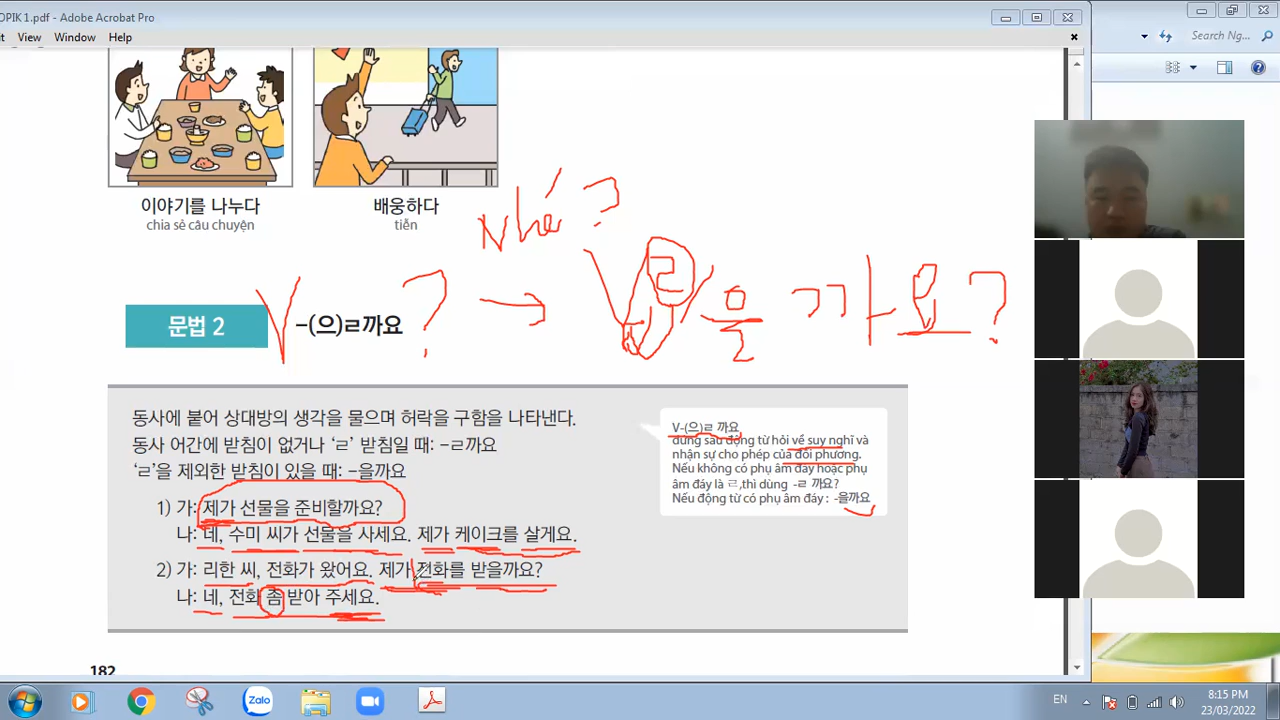 OPIK1.pdf - Adobe Acrobat Pro
it View Window Help
Search Ng...
이야기를 나누다
chia sẻ câu chuyện
배웅하다
tiễn
Nhé ?
V ? → ㄹ 을 까요?
문법 2
-(으)ㄹ까요
동사에 붙어 상대방의 생각을 물으며 허락을 구함을 나타낸다.
동사 어간에 받침이 없거나 ‘ㄹ’ 받침일 때: -ㄹ까요
‘ㄹ’을 제외한 받침이 있을 때: -을까요
1) 가: 제가 선물을 준비할까요?
나: 네, 수미 씨가 선물을 사세요. 제가 케이크를 살게요.
2) 가: 리한 씨, 전화가 왔어요. 제가 전화를 받을까요?
나: 네, 전화 좀 받아 주세요.
V-(으)ㄹ 까요
dùng sau động từ hỏi về suy nghĩ và
nhận sự cho phép của đối phương.
Nếu không có phụ âm đáy hoặc phụ
âm đáy là ㄹ,thì dùng -ㄹ 까요?
Nếu động từ có phụ âm đáy : -을까요
182
Zalo
EN
8:15 PM
23/03/2022